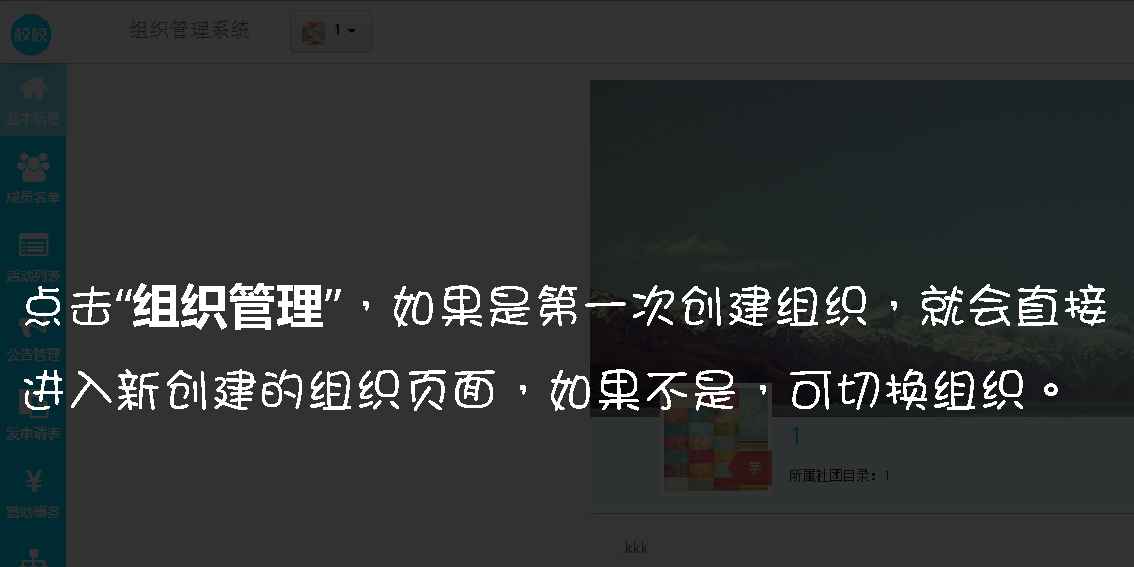 校校
组织管理系统
1
基本信息
成员名单
活动列表
点击“组织管理”，如果是第一次创建组织，就会直接
公告管理
进入新创建的组织页面，如果不是，可切换组织。
发申请表
1
学
所属社团目录：1
赞助事务
.kkk